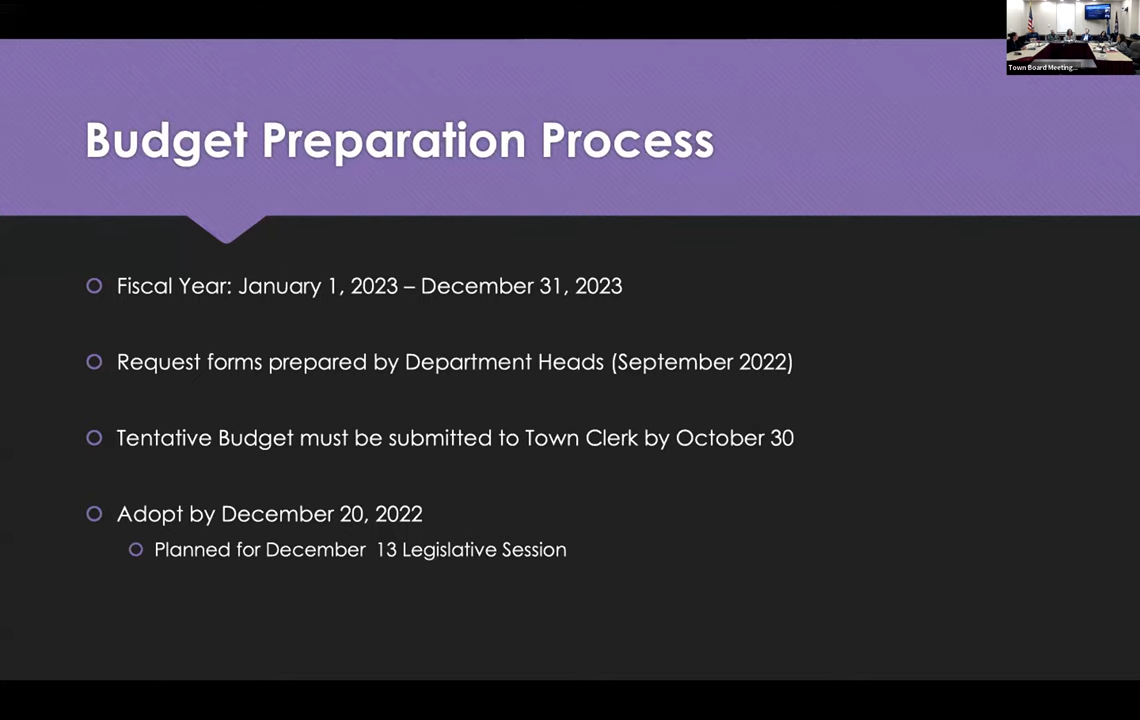 Town Board Meeting...
Budget Preparation Process
Fiscal Year: January 1, 2023 – December 31, 2023
Request forms prepared by Department Heads (September 2022)
Tentative Budget must be submitted to Town Clerk by October 30
Adopt by December 20, 2022
Planned for December  13 Legislative Session